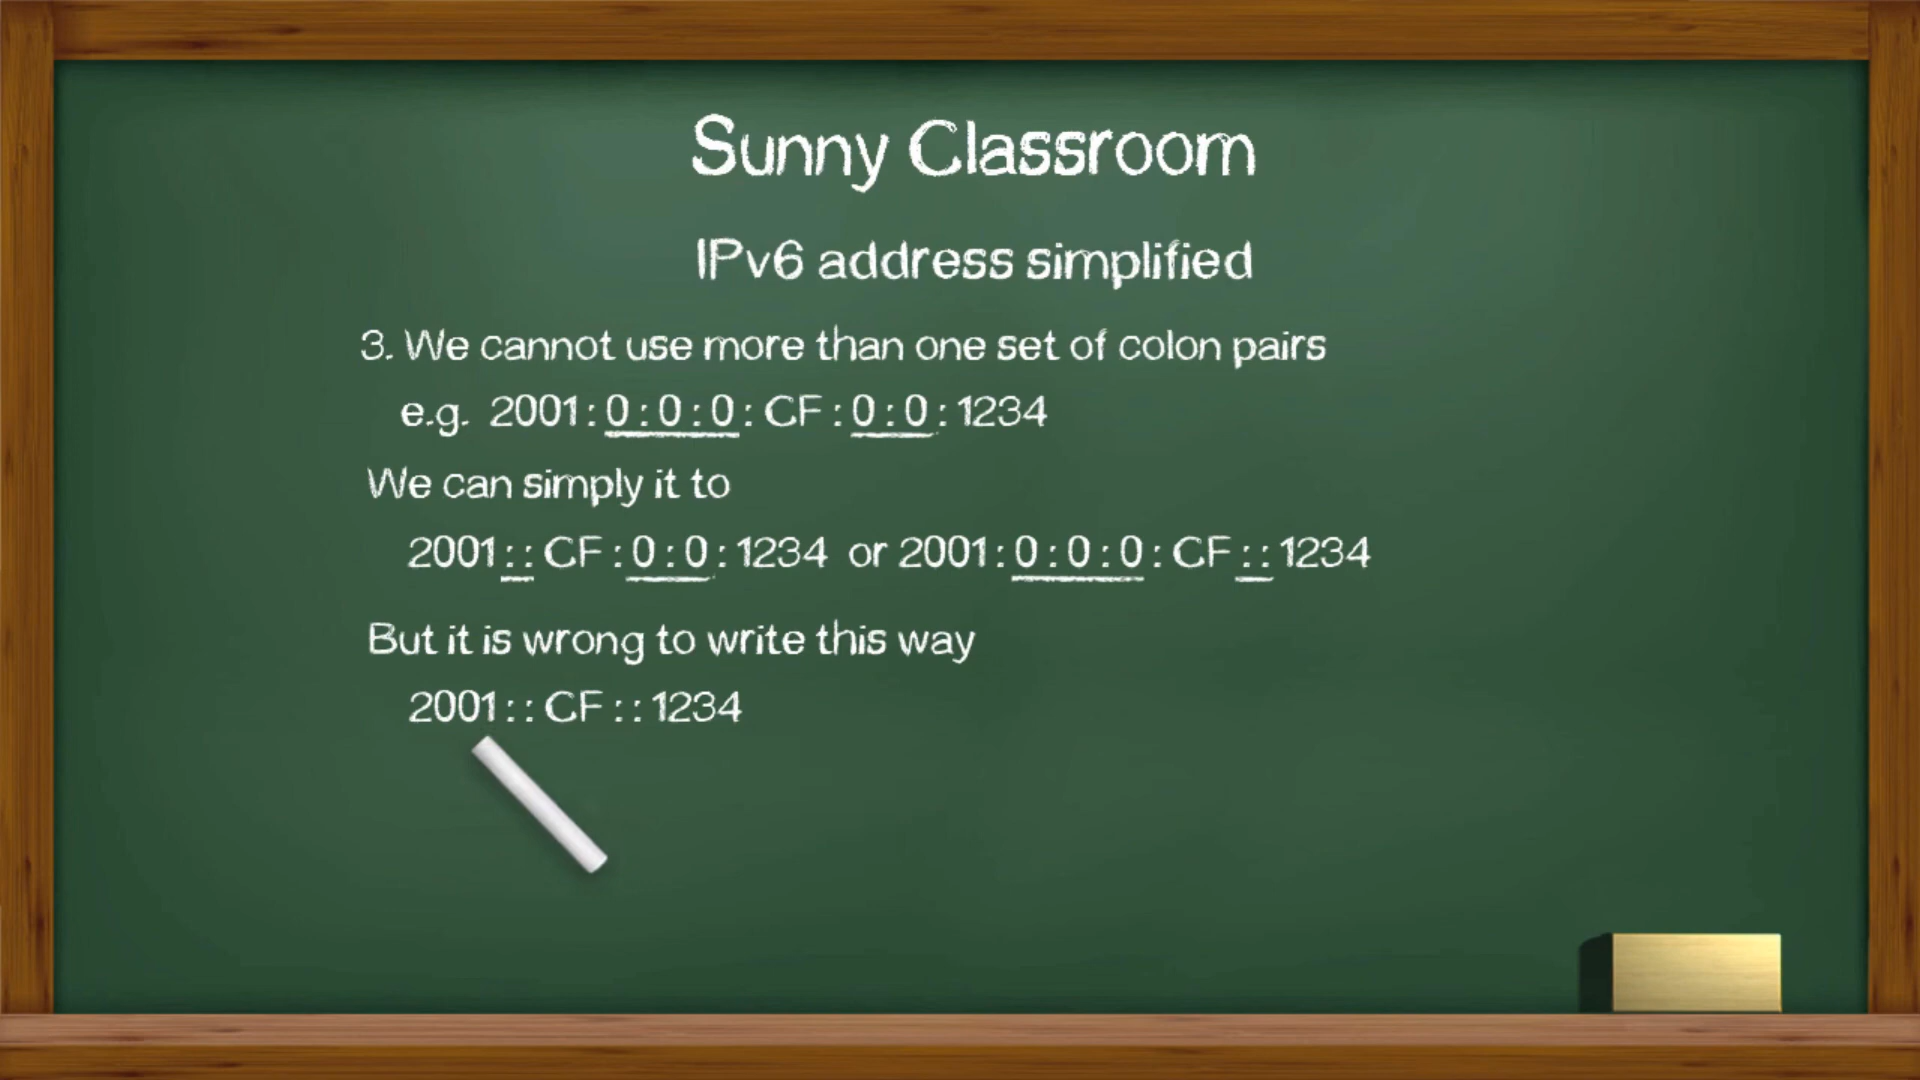 Sunny Classroom
IPv6 address simplified
3. We cannot use more than one set of colon pairs
e.g. 2001:0:0:0:CF:0:0:1234
We can simply it to
2001::CF:0:0:1234 or 2001:0:0:0:CF::1234
But it is wrong to write this way
2001::CF::1234